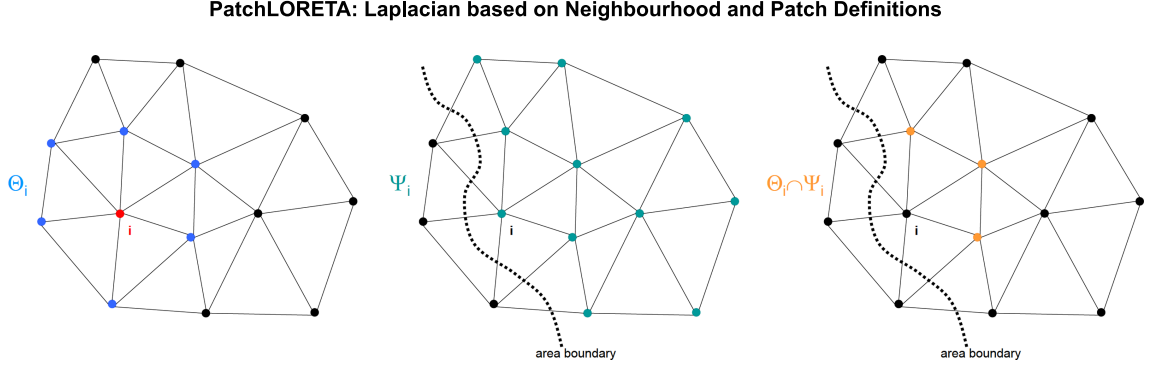 PatchLORETA: Laplacian based on Neighbourhood and Patch Definitions
Θi
i
Ψi
i
area boundary
Θi∩Ψi
i
area boundary